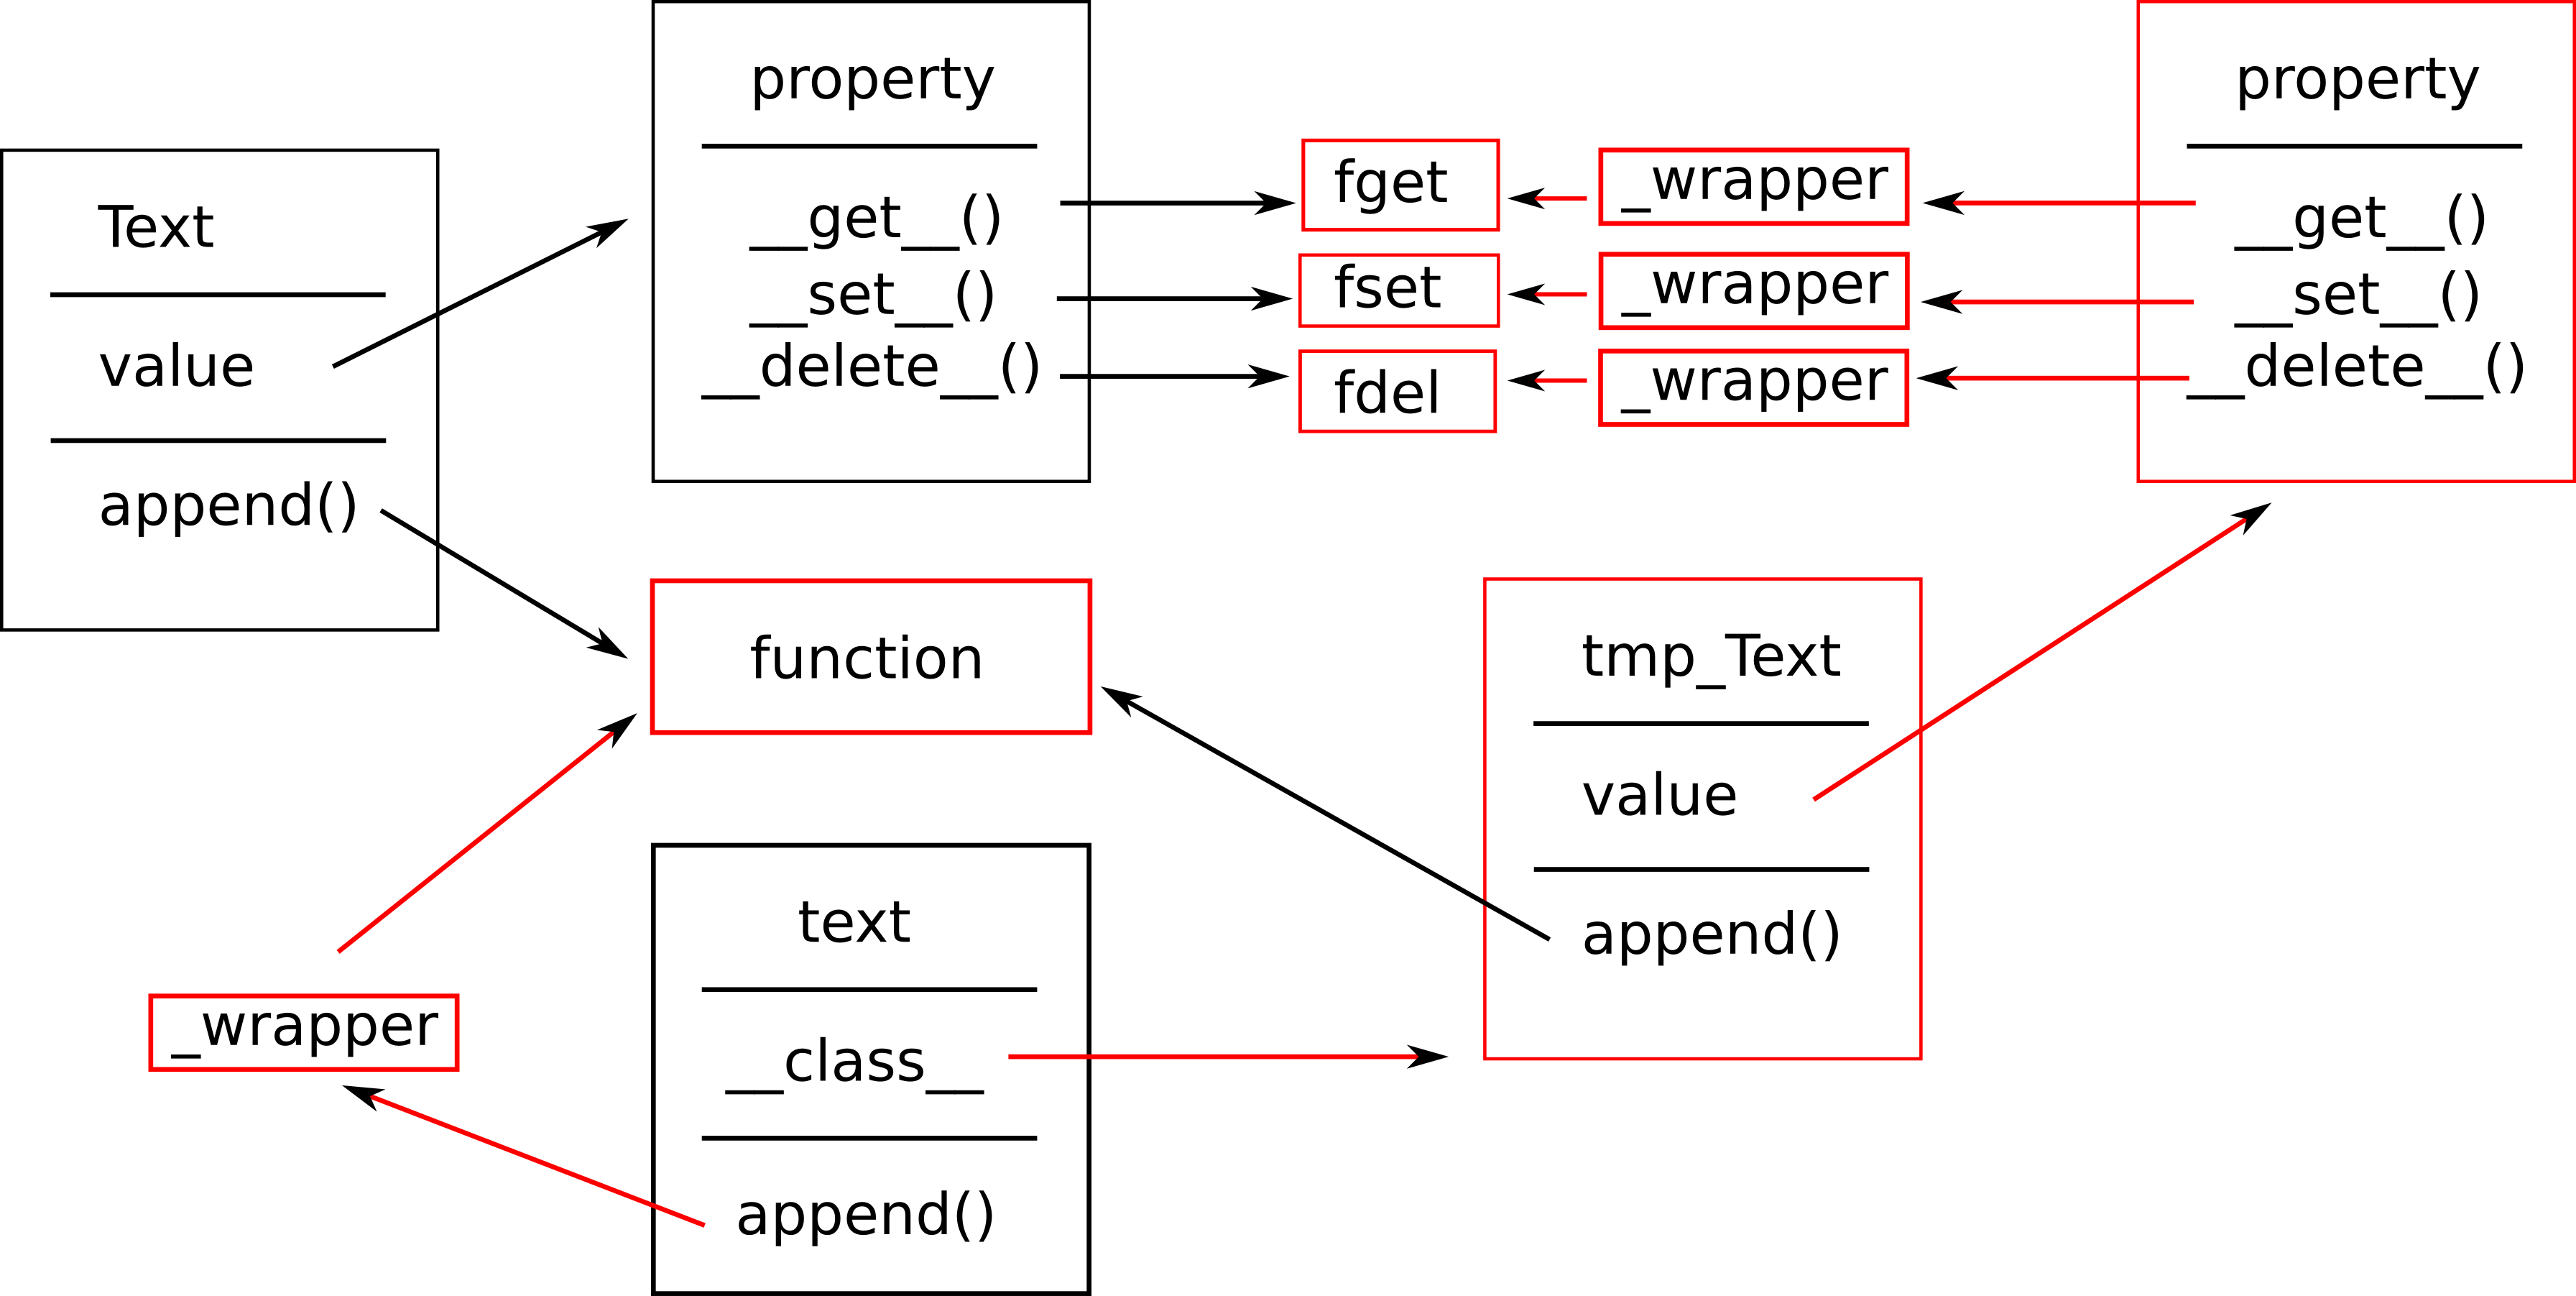 Text
value
append()
property
__get__()
__set__()
__delete__()
fget
fset
fdel
_wrapper
_wrapper
_wrapper
property
__get__()
__set__()
__delete__()
function
tmp_Text
value
append()
_wrapper
text
__class__
append()